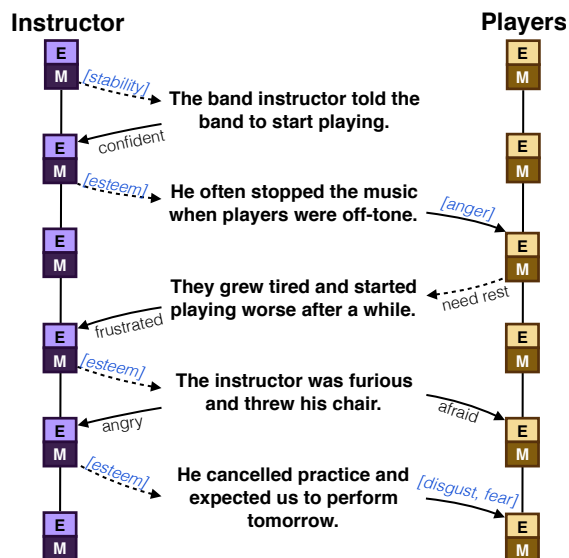 Instructor
Players
E
M
E
M
[stability]
The band instructor told the
band to start playing.
confident
E
M
E
M
[esteem]
He often stopped the music
when players were off-tone.
[anger]
E
M
E
M
They grew tired and started
playing worse after a while.
need rest
frustrated
E
M
E
M
[esteem]
The instructor was furious
and threw his chair.
angry
afraid
E
M
E
M
[esteem]
He cancelled practice and
expected us to perform
tomorrow.
[disgust, fear]
E
M
E
M